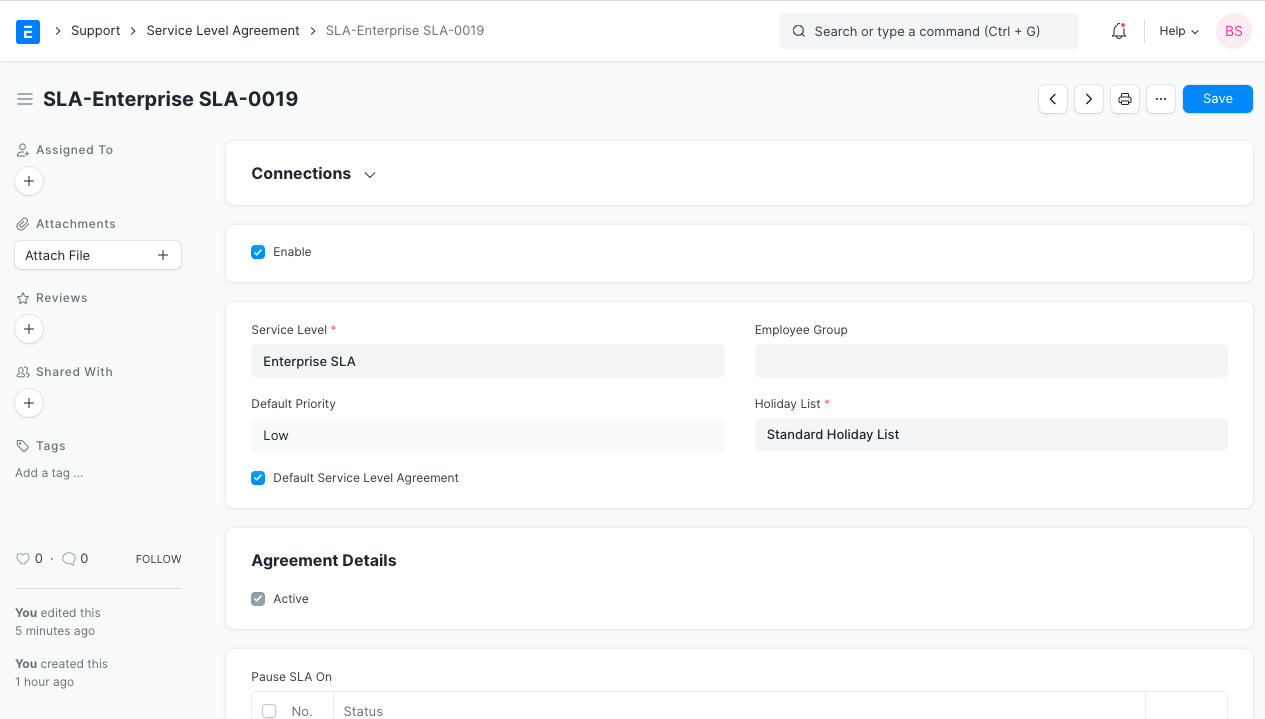 Support > Service Level Agreement > SLA-Enterprise SLA-0019
Search or type a command (Ctrl + G)
Help
BS
SLA-Enterprise SLA-0019
Save
Assigned To
Attachments
Attach File
Reviews
Shared With
Tags
Add a tag ...
0 · 0 FOLLOW
You edited this
5 minutes ago
You created this
1 hour ago
Connections
Enable
Service Level *
Enterprise SLA
Employee Group
Default Priority
Low
Holiday List *
Standard Holiday List
Default Service Level Agreement
Agreement Details
Active
Pause SLA On
No. Status